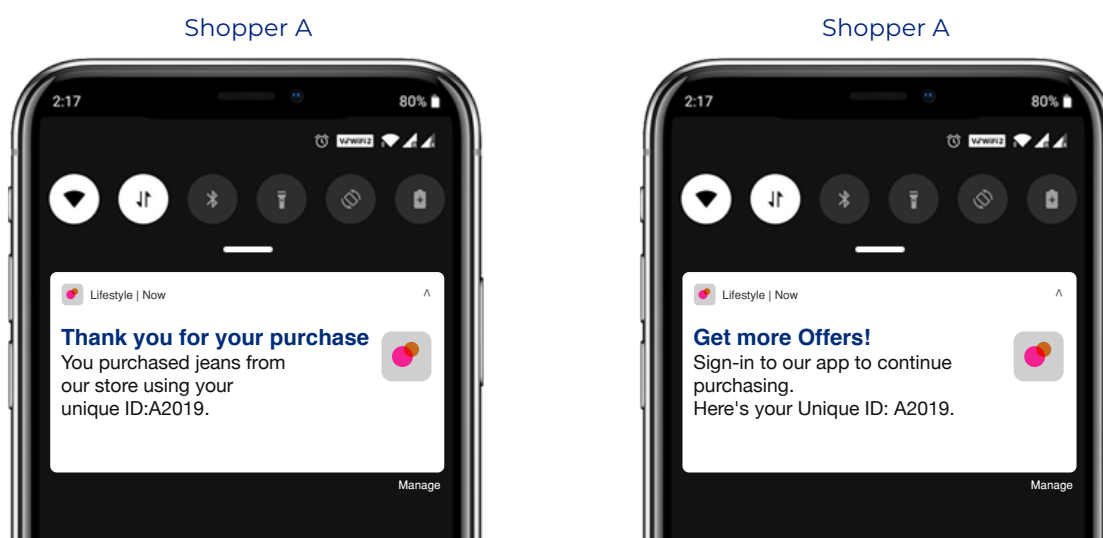 Shopper A
2:17
80%
Lifestyle | Now
Thank you for your purchase
You purchased jeans from
our store using your
unique ID:A2019.
Manage
Shopper A
2:17
80%
Lifestyle | Now
Get more Offers!
Sign-in to our app to continue
purchasing.
Here's your Unique ID: A2019.
Manage